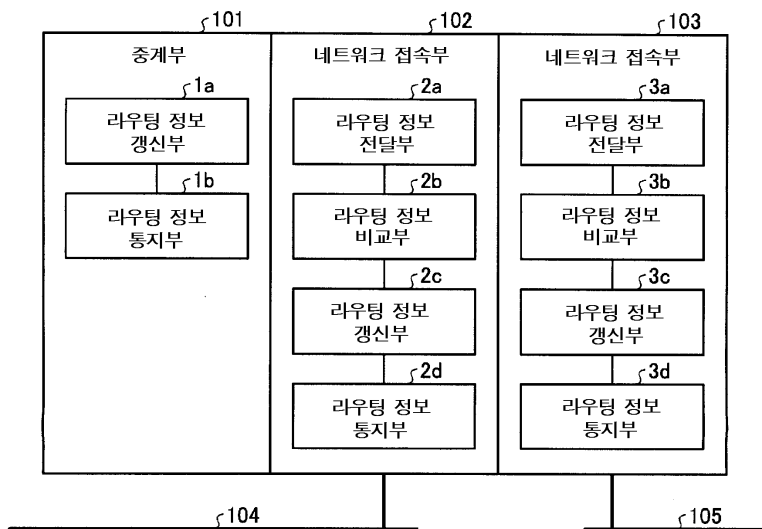 101
102
103
중계부
네트워크 접속부
네트워크 접속부
1a
2a
3a
라우팅 정보
갱신부
라우팅 정보
전달부
라우팅 정보
전달부
1b
2b
3b
라우팅 정보
통지부
라우팅 정보
비교부
라우팅 정보
비교부
2c
3c
라우팅 정보
갱신부
라우팅 정보
갱신부
2d
3d
라우팅 정보
통지부
라우팅 정보
통지부
104
105